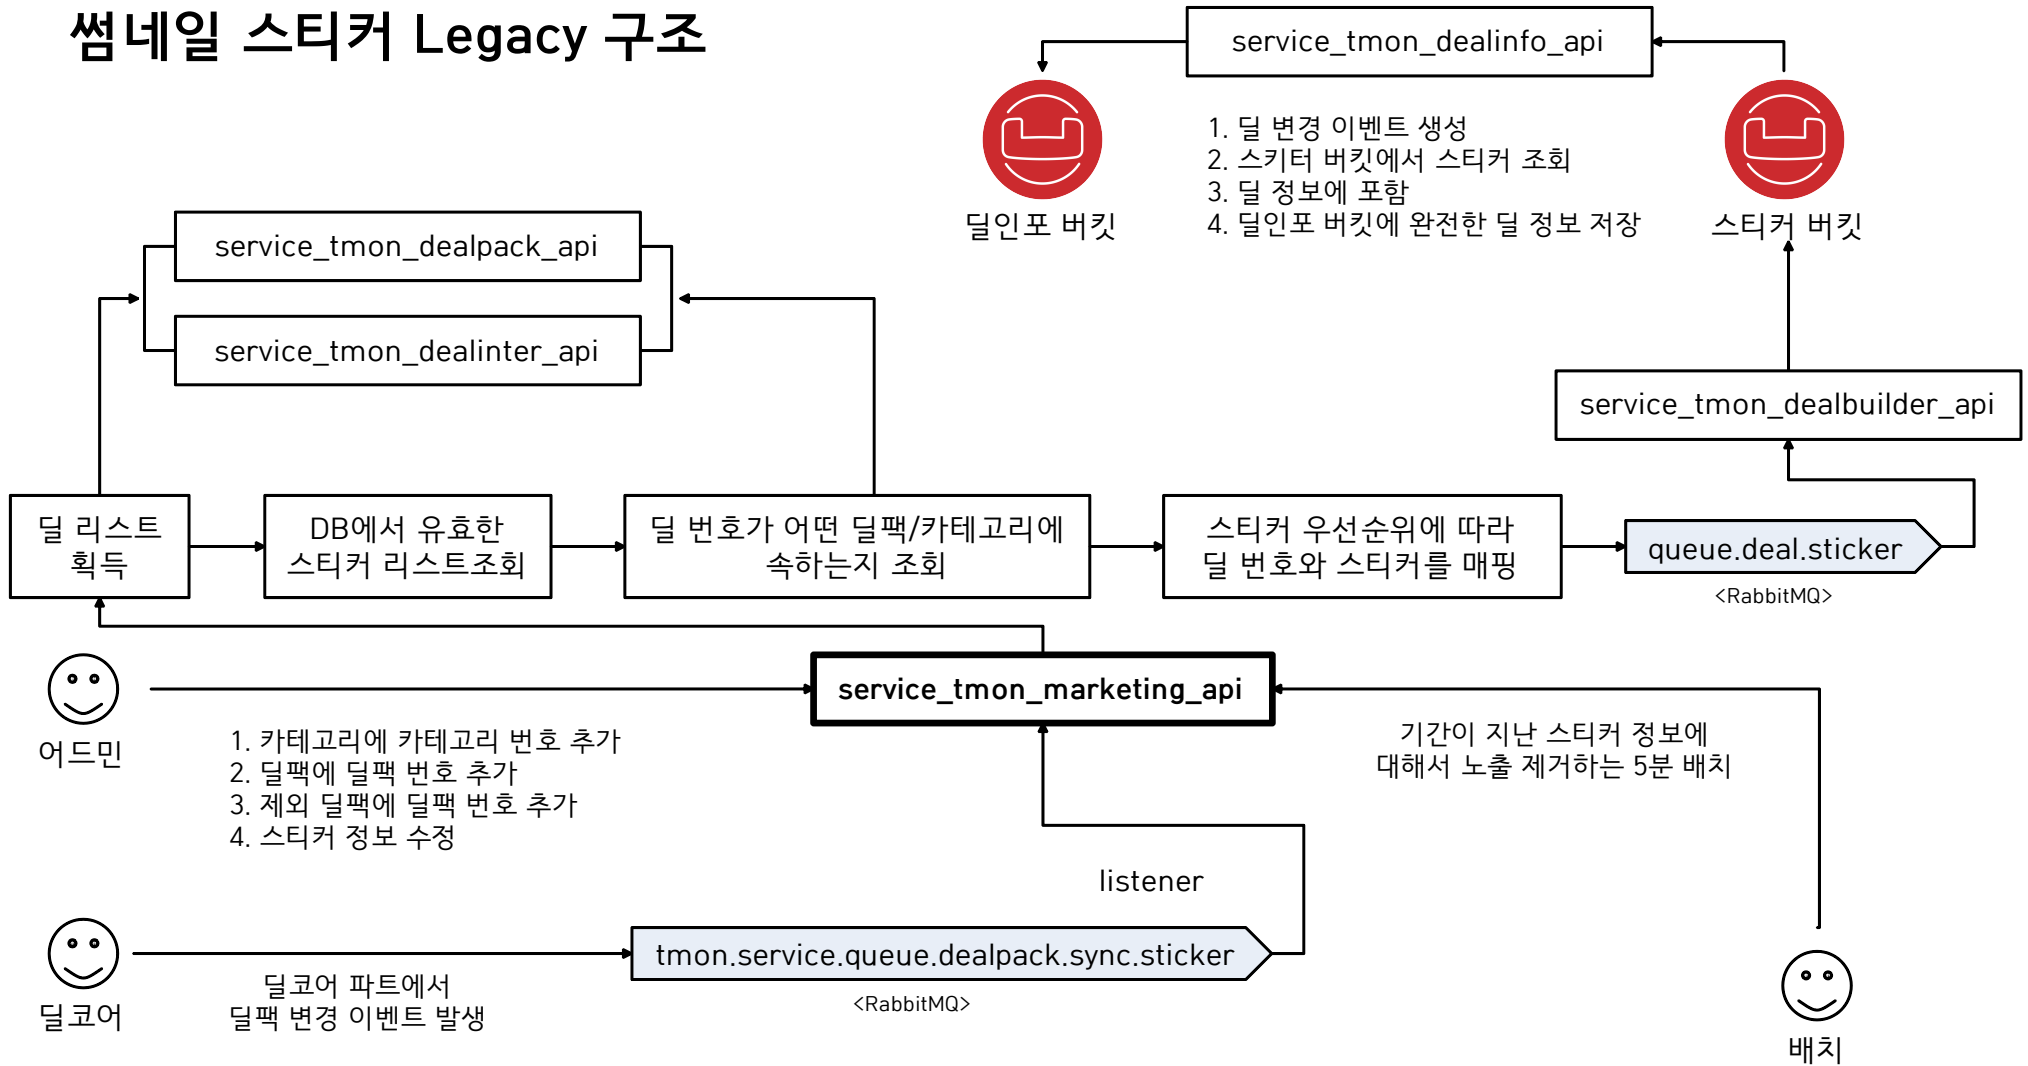 썸네일 스티커 Legacy 구조
service_tmon_dealinfo_api
1. 딜 변경 이벤트 생성
2. 스키터 버킷에서 스티커 조회
3. 딜 정보에 포함
4. 딜인포 버킷에 완전한 딜 정보 저장
딜인포 버킷
스티커 버킷
service_tmon_dealpack_api
service_tmon_dealinter_api
service_tmon_dealbuilder_api
딜 리스트
획득
DB에서 유효한
스티커 리스트조회
딜 번호가 어떤 딜팩/카테고리에
속하는지 조회
스티커 우선순위에 따라
딜 번호와 스티커를 매핑
queue.deal.sticker
<RabbitMQ>
service_tmon_marketing_api
어드민
1. 카테고리에 카테고리 번호 추가
2. 딜팩에 딜팩 번호 추가
3. 제외 딜팩에 딜팩 번호 추가
4. 스티커 정보 수정
기간이 지난 스티커 정보에
대해서 노출 제거하는 5분 배치
listener
tmon.service.queue.dealpack.sync.sticker
<RabbitMQ>
딜코어
딜코어 파트에서
딜팩 변경 이벤트 발생
배치